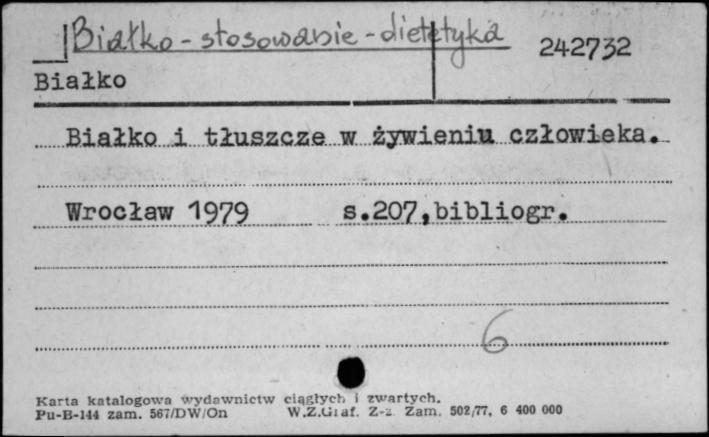 Białko - stosowanie - dietetyka
242732
Białko
Białko i tłuszcze w żywieniu człowieka.
Wrocław 1979 s.207,bibliogr.
6
Karta katalogowa wydawnictw ciągłych i zwartych.
Pu-B-144 zam. 567/DW/On W.Z.Graf. Z-z. Zam. 502/77, 6 400 000